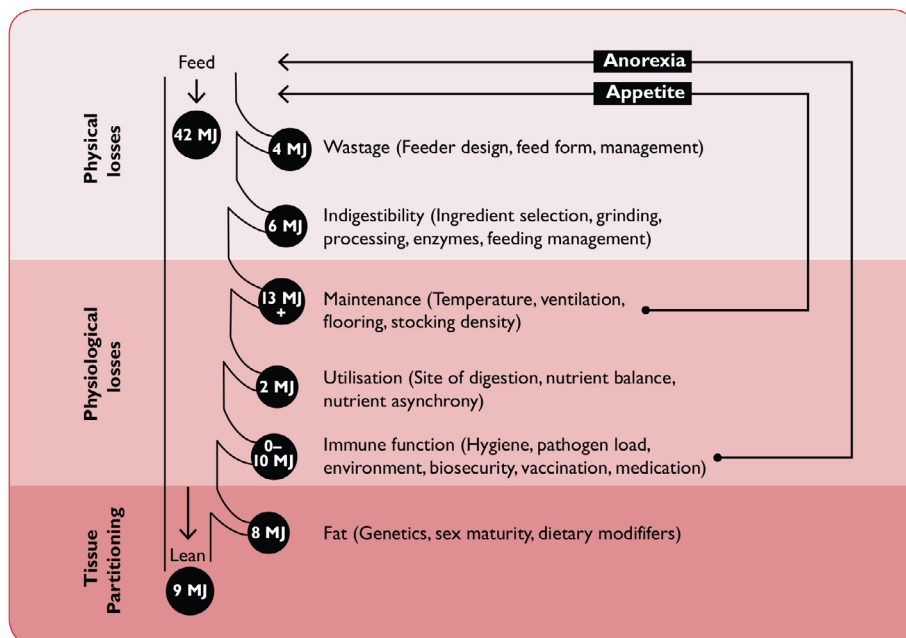 Feed
Anorexia
Appetite
Physical
losses
42 MJ
4 MJ
Wastage (Feeder design, feed form, management)
6 MJ
Indigestibility (Ingredient selection, grinding,
processing, enzymes, feeding management)
Physiological
losses
13 MJ
+
Maintenance (Temperature, ventilation,
flooring, stocking density)
2 MJ
Utilisation (Site of digestion, nutrient balance,
nutrient asynchrony)
0–
10 MJ
Immune function (Hygiene, pathogen load,
environment, biosecurity, vaccination, medication)
Tissue
Partitioning
8 MJ
Fat (Genetics, sex maturity, dietary modififers)
Lean
9 MJ